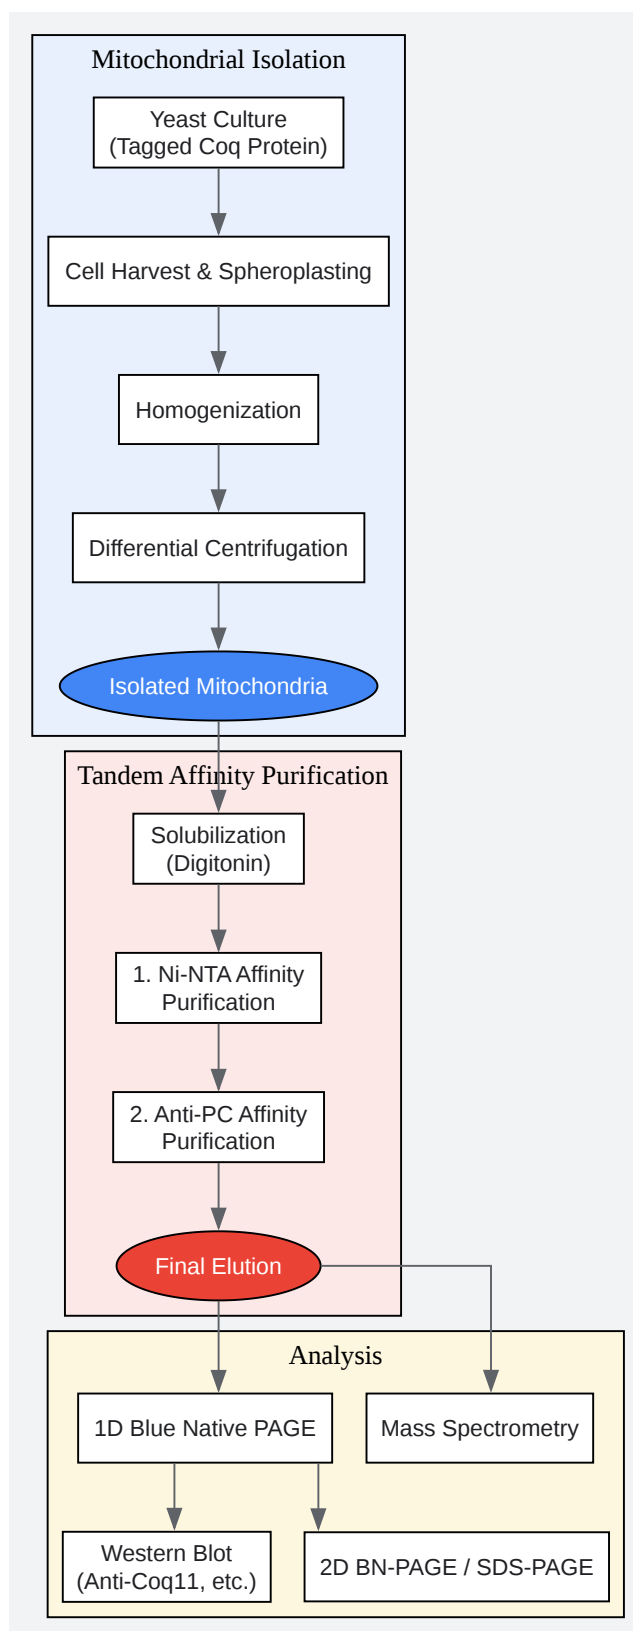 Mitochondrial Isolation
Yeast Culture
(Tagged Coq Protein)
Cell Harvest & Spheroplasting
Homogenization
Differential Centrifugation
Isolated Mitochondria
Tandem Affinity Purification
Solubilization
(Digitonin)
1. Ni-NTA Affinity
Purification
2. Anti-PC Affinity
Purification
Final Elution
Analysis
1D Blue Native PAGE
Mass Spectrometry
Western Blot
(Anti-Coq11, etc.)
2D BN-PAGE / SDS-PAGE